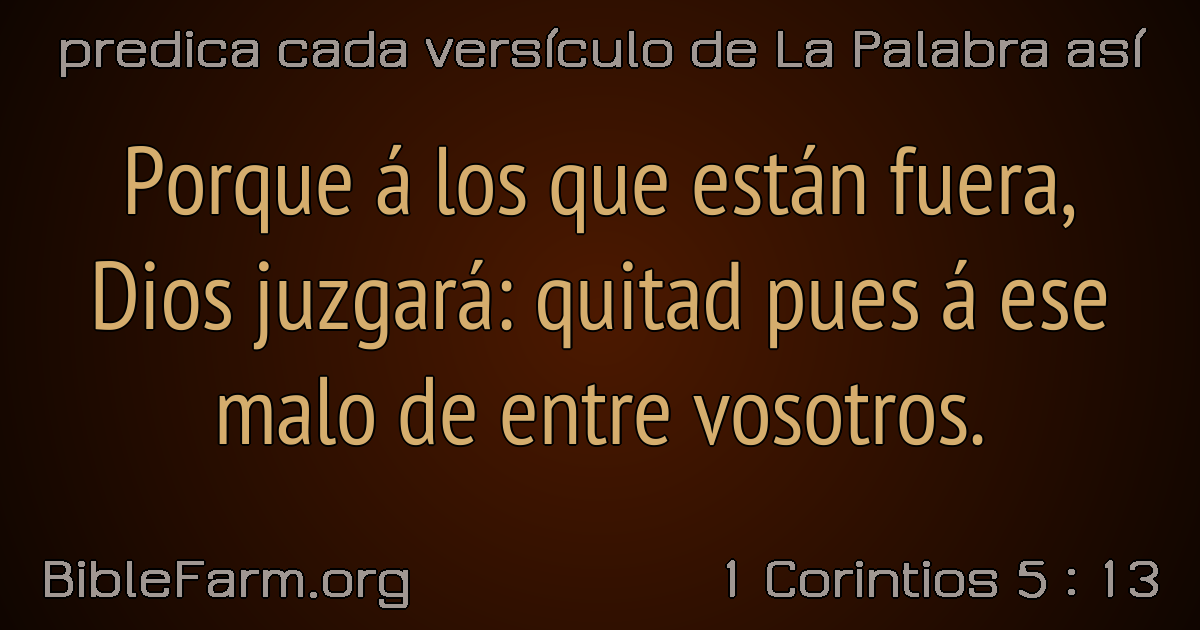 predica cada versículo de La Palabra así
Porque á los que están fuera,
Dios juzgará: quitad pues á ese
malo de entre vosotros.
BibleFarm.org
1 Corintios 5 : 13